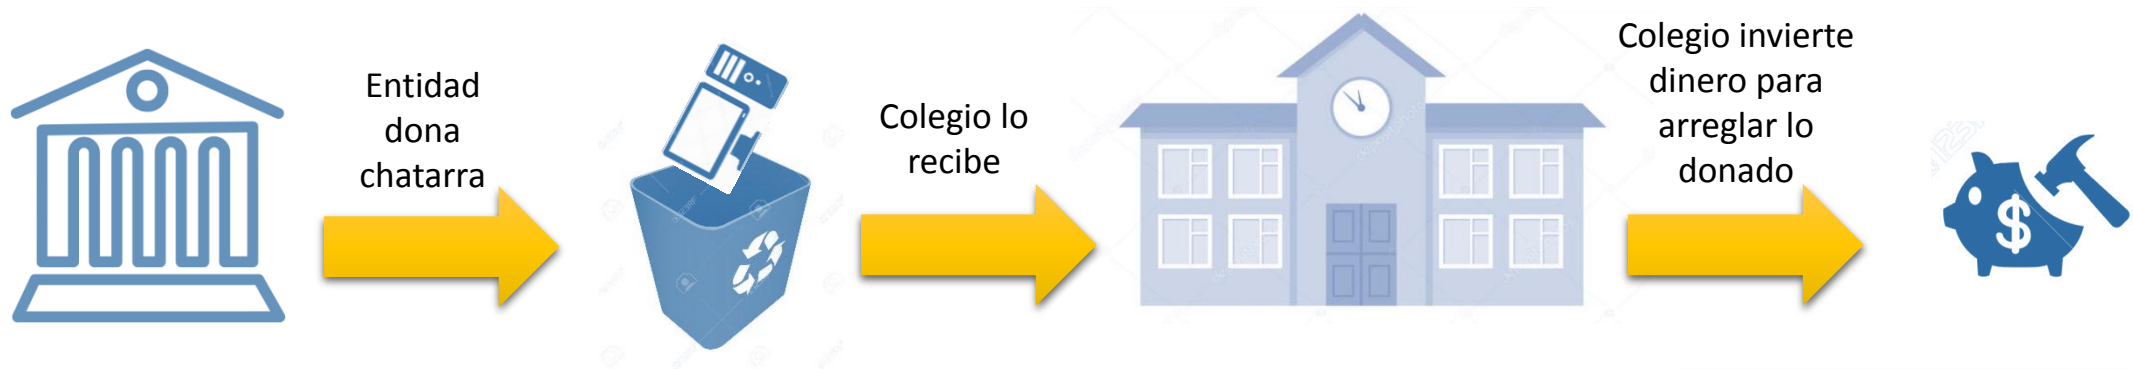 Entidad
dona
chatarra
Colegio lo
recibe
Colegio invierte
dinero para
arreglar lo
donado
$